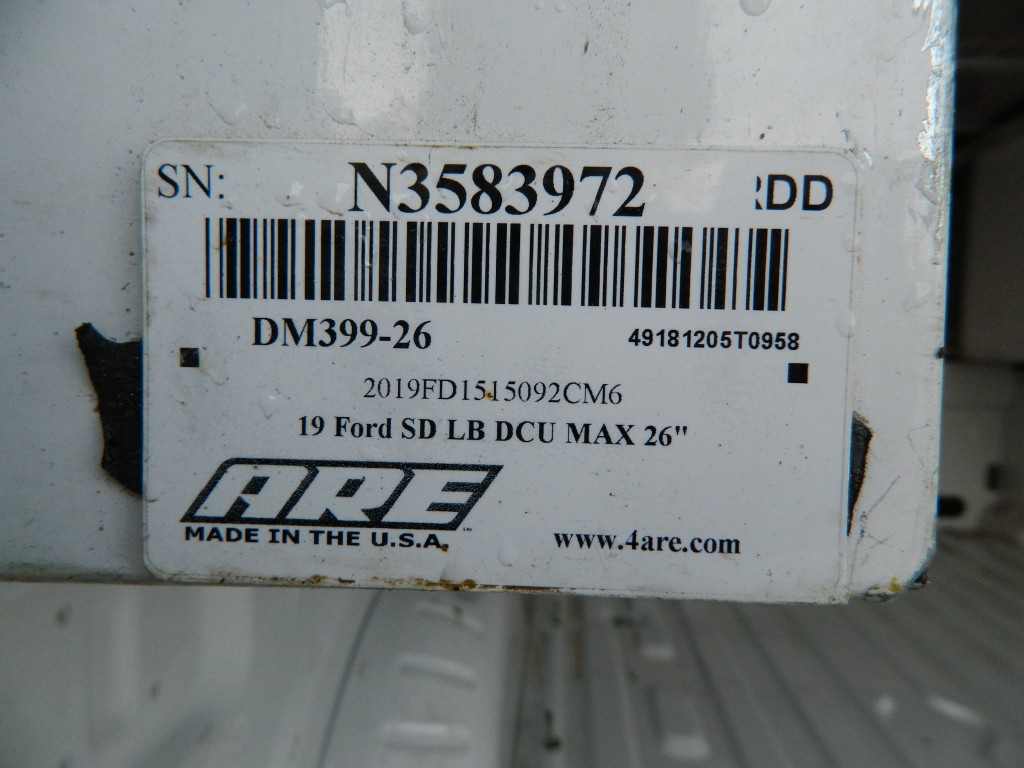 SN: N3583972 RDD
DM399-26 49181205T0958
2019FD1515092CM6
19 Ford SD LB DCU MAX 26"
ARE
MADE IN THE U.S.A. www.4are.com